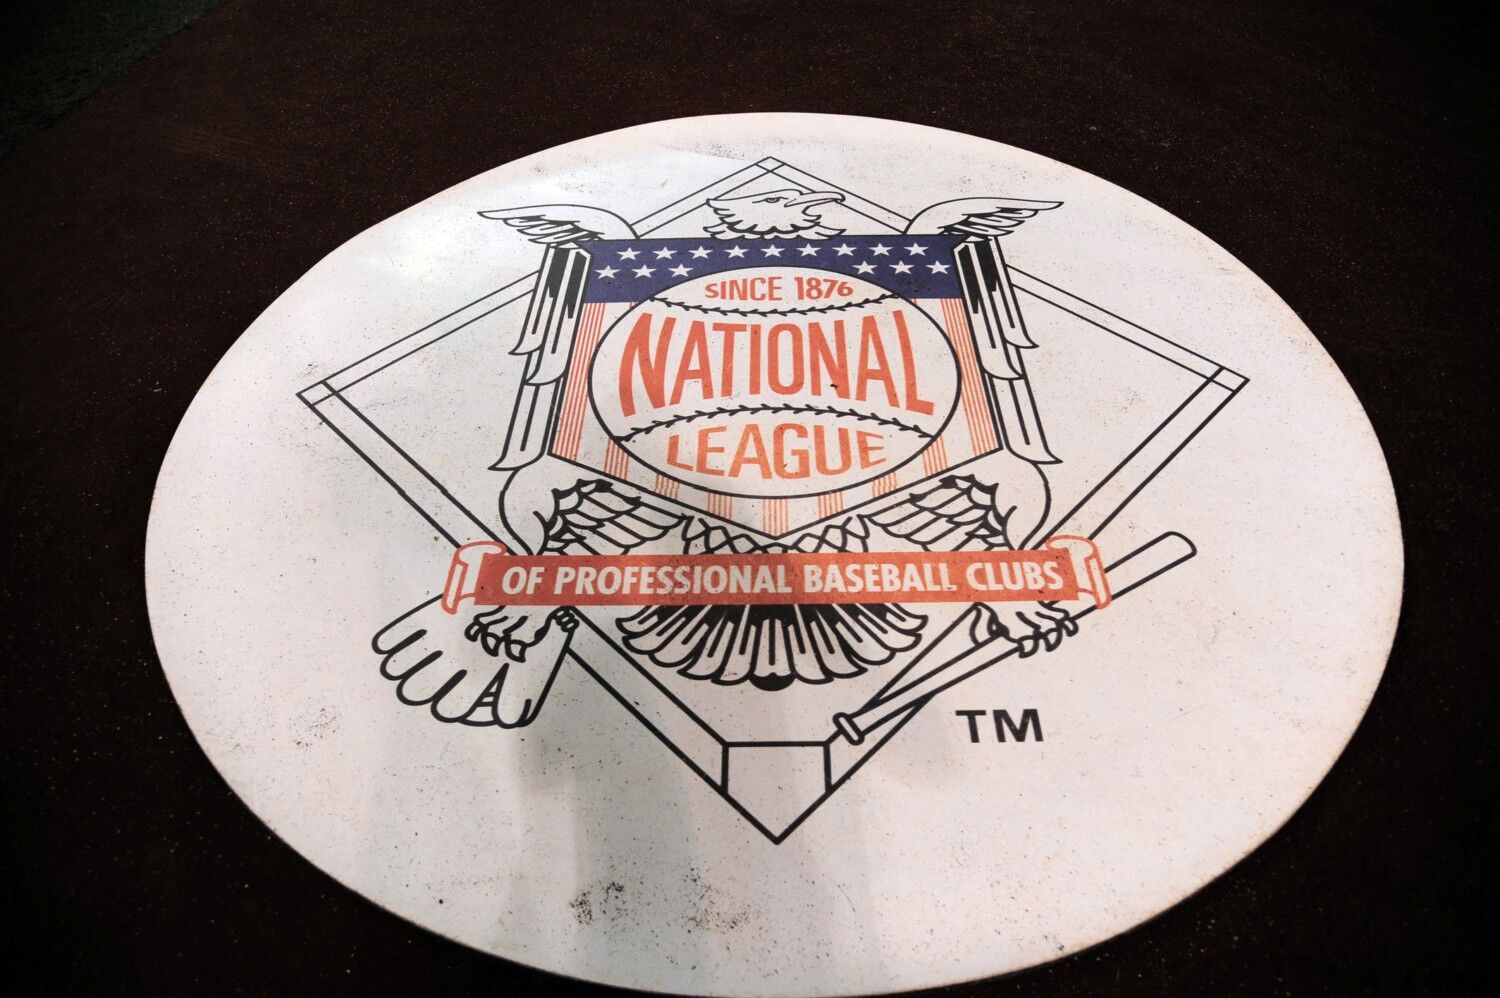 SINCE 1876
NATIONAL
LEAGUE
OF PROFESSIONAL BASEBALL CLUBS
TM